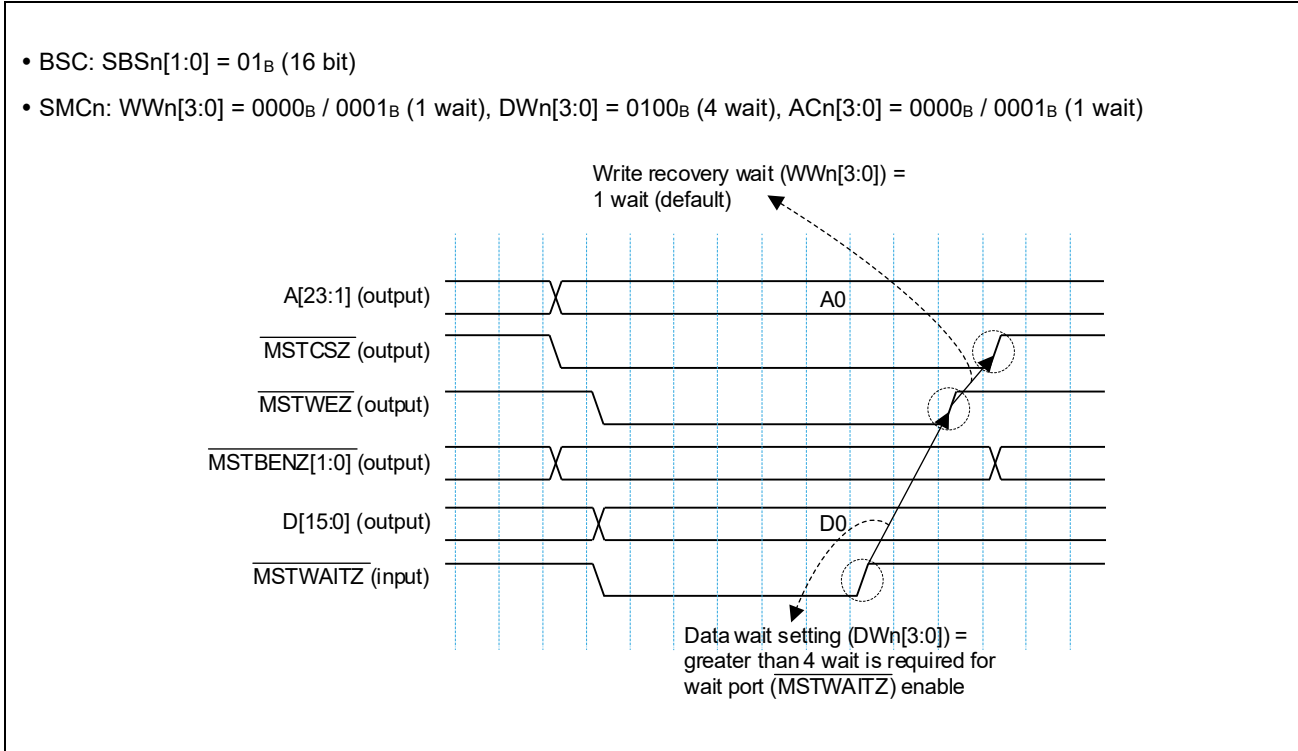 • BSC: SBSn[1:0] = 01B (16 bit)
• SMCn: WWn[3:0] = 0000B / 0001B (1 wait), DWn[3:0] = 0100B (4 wait), ACn[3:0] = 0000B / 0001B (1 wait)
Write recovery wait (WWn[3:0]) =
1 wait (default)
A[23:1] (output)
A0
MSTCSZ (output)
MSTWEZ (output)
MSTBENZ[1:0] (output)
D[15:0] (output)
D0
MSTWAITZ (input)
Data wait setting (DWn[3:0]) =
greater than 4 wait is required for
wait port (MSTWAITZ) enable